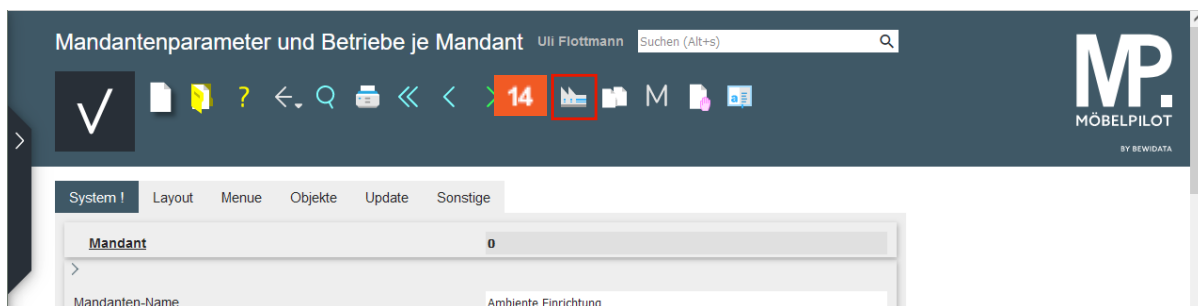 Mandantenparameter und Betriebe je Mandant Uli Flottmann Suchen (Alt+s)
? 14 M
MP.
MÖBELPILOT
BY BEWIDATA
System ! Layout Menue Objekte Update Sonstige
Mandant 0
Mandanten-Name Ambiente Einrichtung